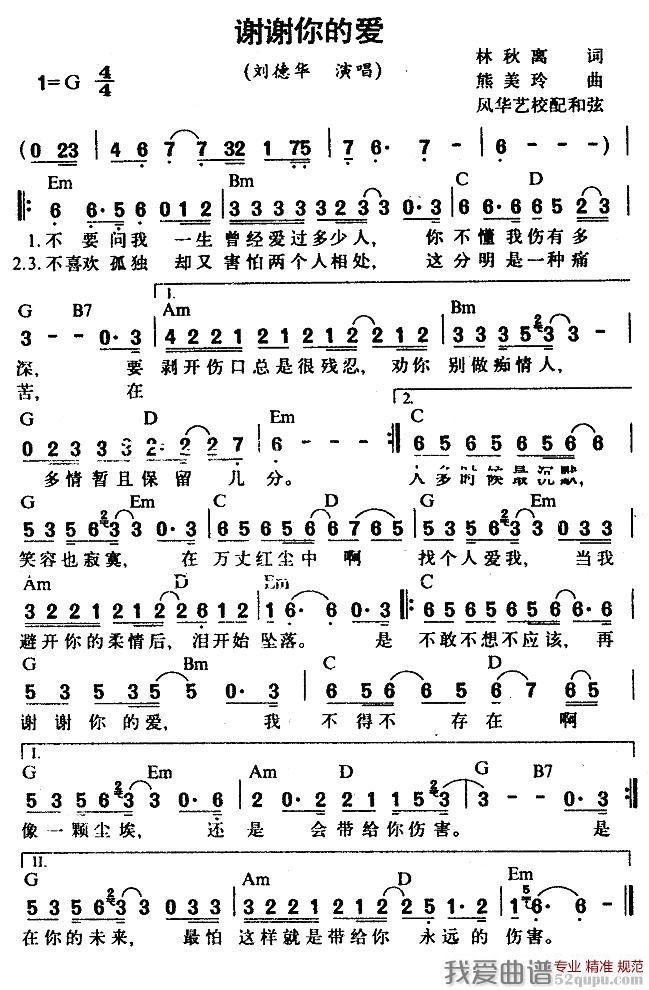 谢谢你的爱
1=G 4/4
(刘德华 演唱)
林秋离 词
熊美玲 曲
风华艺校配和弦
(0 23 | 4 6 7 7 32 1 75 | 7 6· 7 - | 6 - - -) |
Em Bm C D
6 6·5 6 0 1 2 | 3 3 3 3 3 3 2 3 3 0·3 | 6 6·6 6 5 2 3 |
1.不 要问我 一生 曾经爱过多少人, 你 不懂我伤有多
2.3.不喜欢 孤独 却又 害怕两个人相处, 这 分明是一种痛
G B7 1. Am Bm
3 - - 0·3 | 4 2 2 1 2 1 2 1 2 2 1 2 | 3 3 3 5 3 - |
深, 要 剥开伤口总是很残忍, 劝你 别做痴情人,
苦, 在
G D Em 2. C
0 2 3 3 3 3 2·2 2 2 7 | 6 - - - :| 6 5 6 5 6 5 6 5 6 6 |
多情暂且保留 几 分。 人多时候最沉默,
G Em C D G Em
5 3 5 6 3 3 0·3 | 6 5 6 5 6 5 6 6 7 6 5 | 5 3 5 6 3 3 0 3 3 |
笑容也寂寞, 在 万丈红尘中 啊 找个人爱我, 当我
Am D Em C
3 2 2 1 2 1 2 2 6 1 2 | 1 6· 6 0·3 |: 6 5 6 5 6 5 6 5 6 6·6 |
避开你的柔情后, 泪开始 坠落。 是 不敢不想不应该, 再
G Bm C D
5 3 5 3 5 5 0·3 | 6 5 6 6 5 6 7 6 5 |
谢谢你的爱, 我 不得不 存在 啊
I. G Em Am D G B7
5 3 5 6 3 3 0·6 | 2 0·2 2 1 1 5 3 | 3 - - 0·3 :|
像一颗尘埃, 还 是 会带给你伤害。 是
II. G Em Am D Em
5 3 5 6 3 3 0 3 3 | 2 2 1 2 1 2 2 5 1·2 | 1 6· 6 - ||
在你的未来, 最怕 这样就是带给你 永远的 伤害。
专业 精准 规范
我爱曲谱
52qupu.com